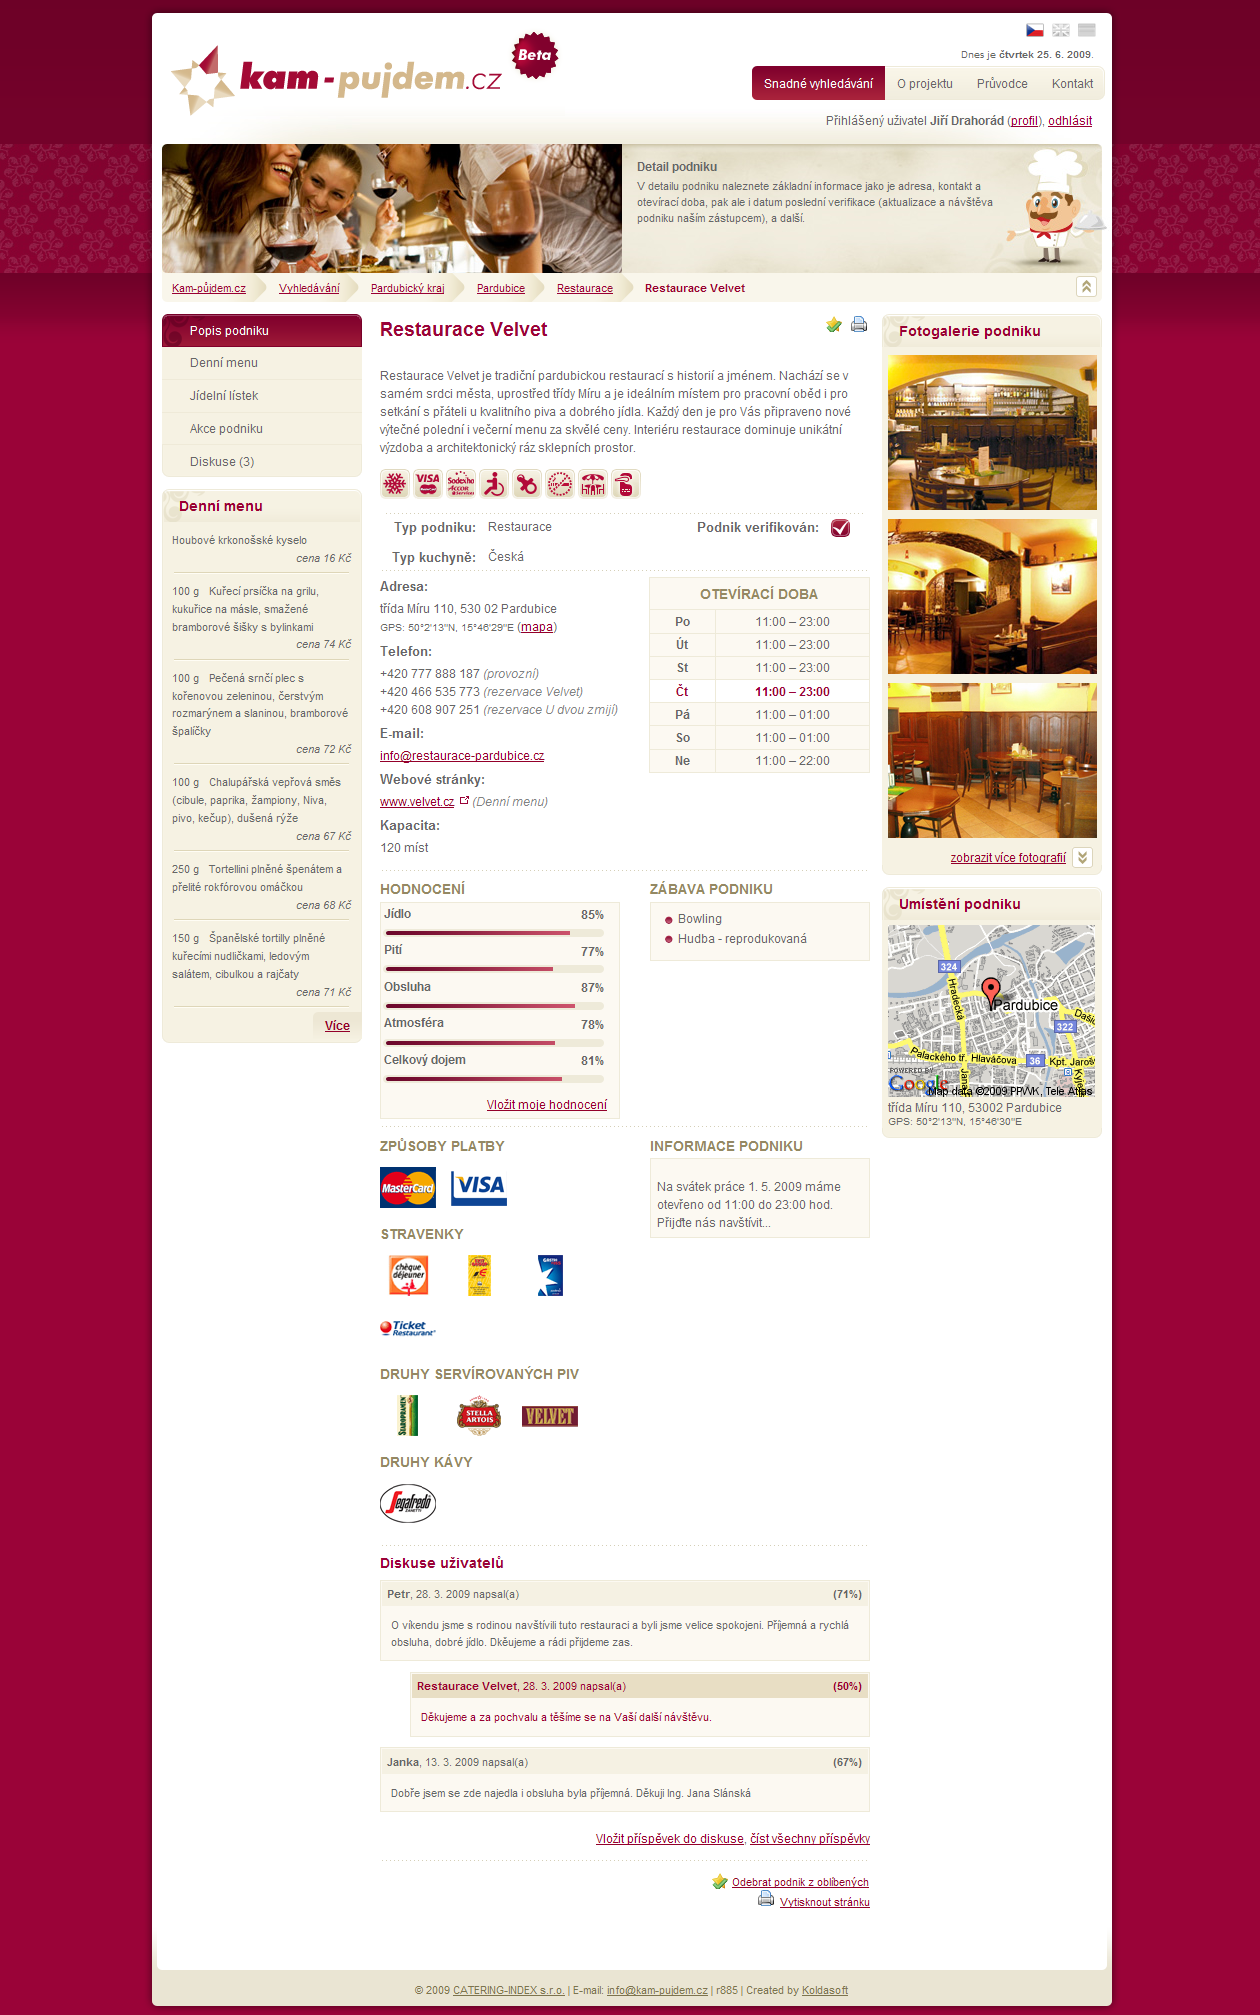 kam-pujdem.cz
Beta
Dnes je čtvrtek 25. 6. 2009.
Snadné vyhledávání O projektu Průvodce Kontakt
Přihlášený uživatel Jiří Drahorád (profil), odhlásit
Detail podniku
V detailu podniku naleznete základní informace jako je adresa, kontakt a
otevírací doba, pak ale i datum poslední verifikace (aktualizace a návštěva
podniku naším zástupcem), a další.
Kam-půjdem.cz Vyhledávání Pardubický kraj Pardubice Restaurace Restaurace Velvet
Popis podniku
Denní menu
Jídelní lístek
Akce podniku
Diskuse (3)
Denní menu
Houbové krkonošské kyselo
cena 16 Kč
100 g Kuřecí prsíčka na grilu,
kukuřice na másle, smažené
bramborové šišky s bylinkami
cena 74 Kč
100 g Pečená srnčí plec s
kořenovou zeleninou, čerstvým
rozmarýnem a slaninou, bramborové
špalíčky
cena 72 Kč
100 g Chalupářská vepřová směs
(cibule, paprika, žampiony, Niva,
pivo, kečup), dušená rýže
cena 67 Kč
250 g Tortellini plněné špenátem a
přelité rokfórovou omáčkou
cena 68 Kč
150 g Španělské tortilly plněné
kuřecími nudličkami, ledovým
salátem, cibulkou a rajčaty
cena 71 Kč
Více
Restaurace Velvet
Restaurace Velvet je tradiční pardubickou restaurací s historií a jménem. Nachází se v
samém srdci města, uprostřed třídy Míru a je ideálním místem pro pracovní oběd i pro
setkání s přáteli u kvalitního piva a dobrého jídla. Každý den je pro Vás připraveno nové
výtečné polední i večerní menu za skvělé ceny. Interiéru restaurace dominuje unikátní
výzdoba a architektonický ráz sklepních prostor.
VISA
Sodexho
ACCOR
Services
Typ podniku: Restaurace
Podnik verifikován:
Typ kuchyně: Česká
Adresa:
třída Míru 110, 530 02 Pardubice
GPS: 50°2'13"N, 15°46'29"E (mapa)
Telefon:
+420 777 888 187 (provozní)
+420 466 535 773 (rezervace Velvet)
+420 608 907 251 (rezervace U dvou zmijí)
E-mail:
info@restaurace-pardubice.cz
Webové stránky:
www.velvet.cz (Denní menu)
Kapacita:
120 míst
OTEVÍRACÍ DOBA
Po 11:00 – 23:00
Út 11:00 – 23:00
St 11:00 – 23:00
Čt 11:00 – 23:00
Pá 11:00 – 01:00
So 11:00 – 01:00
Ne 11:00 – 22:00
HODNOCENÍ
Jídlo 85%
Pití 77%
Obsluha 87%
Atmosféra 78%
Celkový dojem 81%
Vložit moje hodnocení
ZÁBAVA PODNIKU
Bowling
Hudba - reprodukovaná
ZPŮSOBY PLATBY
MasterCard VISA
INFORMACE PODNIKU
Na svátek práce 1. 5. 2009 máme
otevřeno od 11:00 do 23:00 hod.
Přijďte nás navštívit...
STRAVENKY
chèque
déjeuner
Ticket
Restaurant
DRUHY SERVÍROVANÝCH PIV
STAROPRAMEN
STELLA
ARTOIS
VELVET
DRUHY KÁVY
Segafredo
Diskuse uživatelů
Petr, 28. 3. 2009 napsal(a) (71%)
O víkendu jsme s rodinou navštívili tuto restauraci a byli jsme velice spokojeni. Příjemná a rychlá
obsluha, dobré jídlo. Dkěujeme a rádi přijdeme zas.
Restaurace Velvet, 28. 3. 2009 napsal(a) (50%)
Děkujeme a za pochvalu a těšíme se na Vaší další návštěvu.
Janka, 13. 3. 2009 napsal(a) (67%)
Dobře jsem se zde najedla i obsluha byla příjemná. Děkuji Ing. Jana Slánská
Vložit příspěvek do diskuse, číst všechny příspěvky
Odebrat podnik z oblíbených
Vytisknout stránku
Fotogalerie podniku
zobrazit více fotografií
Umístění podniku
324
Hradecká
Pardubice
322
Dašic
Palackého tř. Hlaváčova
36
Kpt. Jaroš
Jana
POWERED BY
Google
Map data ©2009 PPWK, Tele Atlas
třída Míru 110, 53002 Pardubice
GPS: 50°2'13"N, 15°46'30"E
© 2009 CATERING-INDEX s.r.o. | E-mail: info@kam-pujdem.cz | r885 | Created by Koldasoft